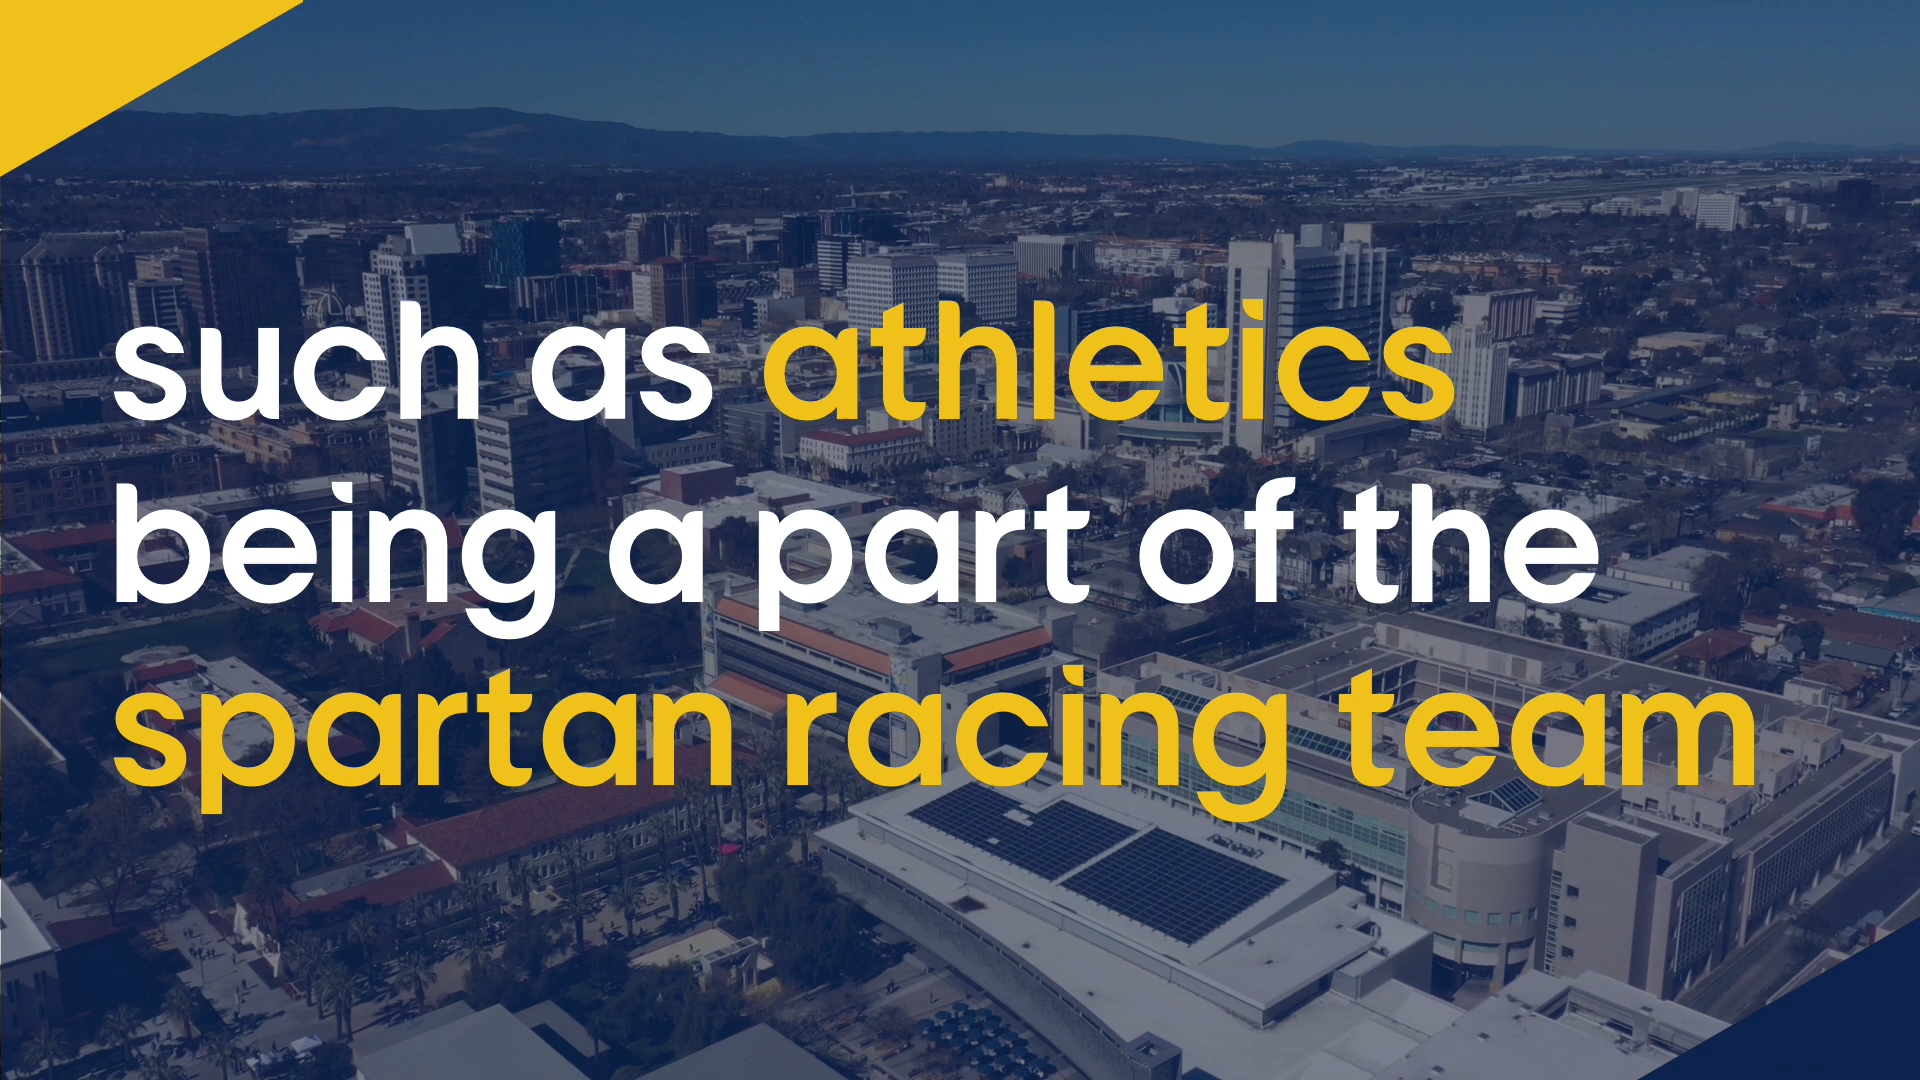 such as athletics
being a part of the
spartan racing team